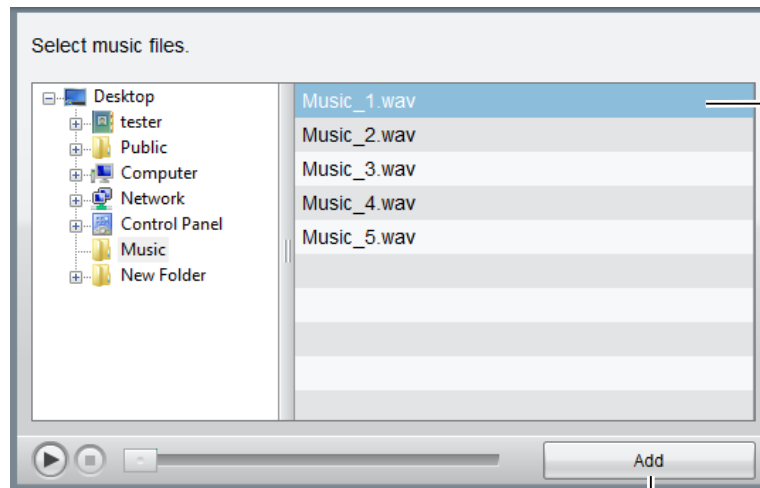 Select music files.
Desktop
tester
Public
Computer
Network
Control Panel
Music
New Folder
Music_1.wav
Music_2.wav
Music_3.wav
Music_4.wav
Music_5.wav
Add